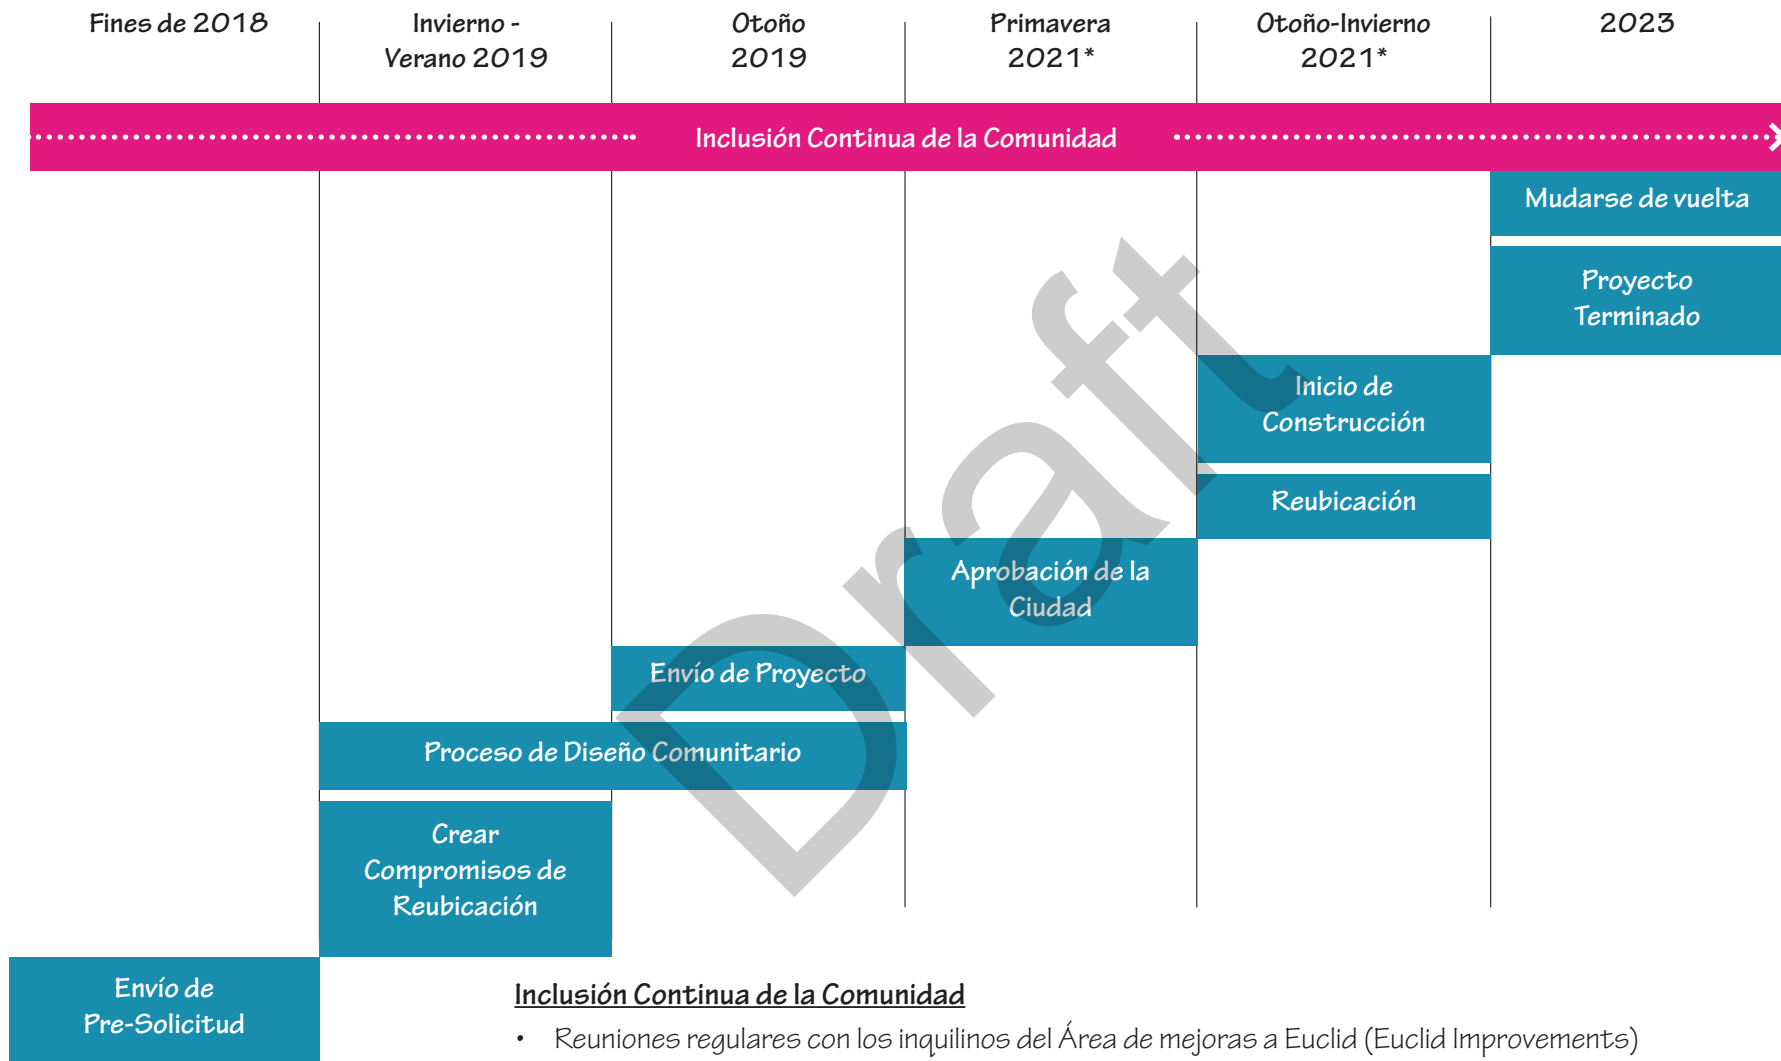 Fines de 2018
Invierno -
Verano 2019
Otoño
2019
Primavera
2021*
Otoño-Invierno
2021*
2023
Inclusión Continua de la Comunidad
Mudarse de vuelta
Proyecto
Terminado
Inicio de
Construcción
Reubicación
Aprobación de la
Ciudad
Envío de Proyecto
Proceso de Diseño Comunitario
Crear
Compromisos de
Reubicación
Envío de
Pre-Solicitud
Draft
Inclusión Continua de la Comunidad
• Reuniones regulares con los inquilinos del Área de mejoras a Euclid (Euclid Improvements)